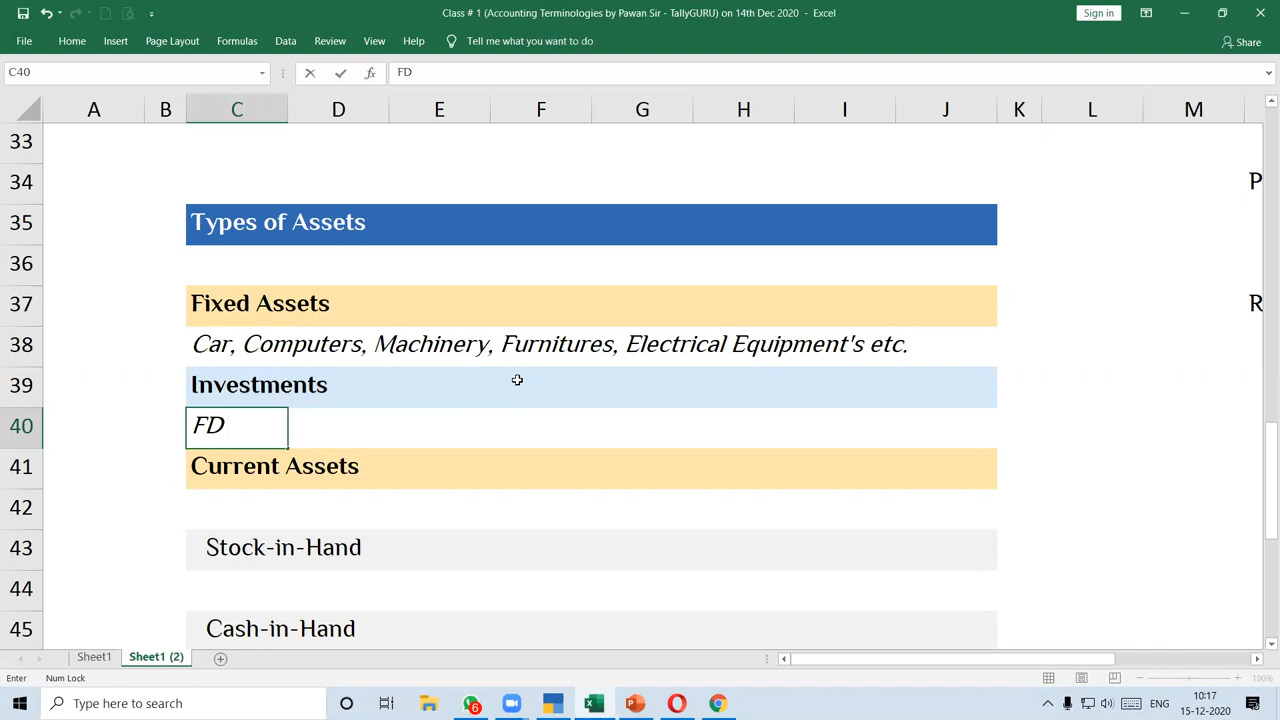 Class # 1 (Accounting Terminologies by Pawan Sir - TallyGURU) on 14th Dec 2020 - Excel
Sign in
File Home Insert Page Layout Formulas Data Review View Help Tell me what you want to do
Share
C40
fx
FD
A B C D E F G H I J K L M
33
34 P
35 Types of Assets
36
37 Fixed Assets R
38 Car, Computers, Machinery, Furnitures, Electrical Equipment's etc.
39 Investments
40 FD
41 Current Assets
42
43 Stock-in-Hand
44
45 Cash-in-Hand
Sheet1 Sheet1 (2)
Enter Num Lock
190%
Type here to search
6
ENG
10:17
15-12-2020